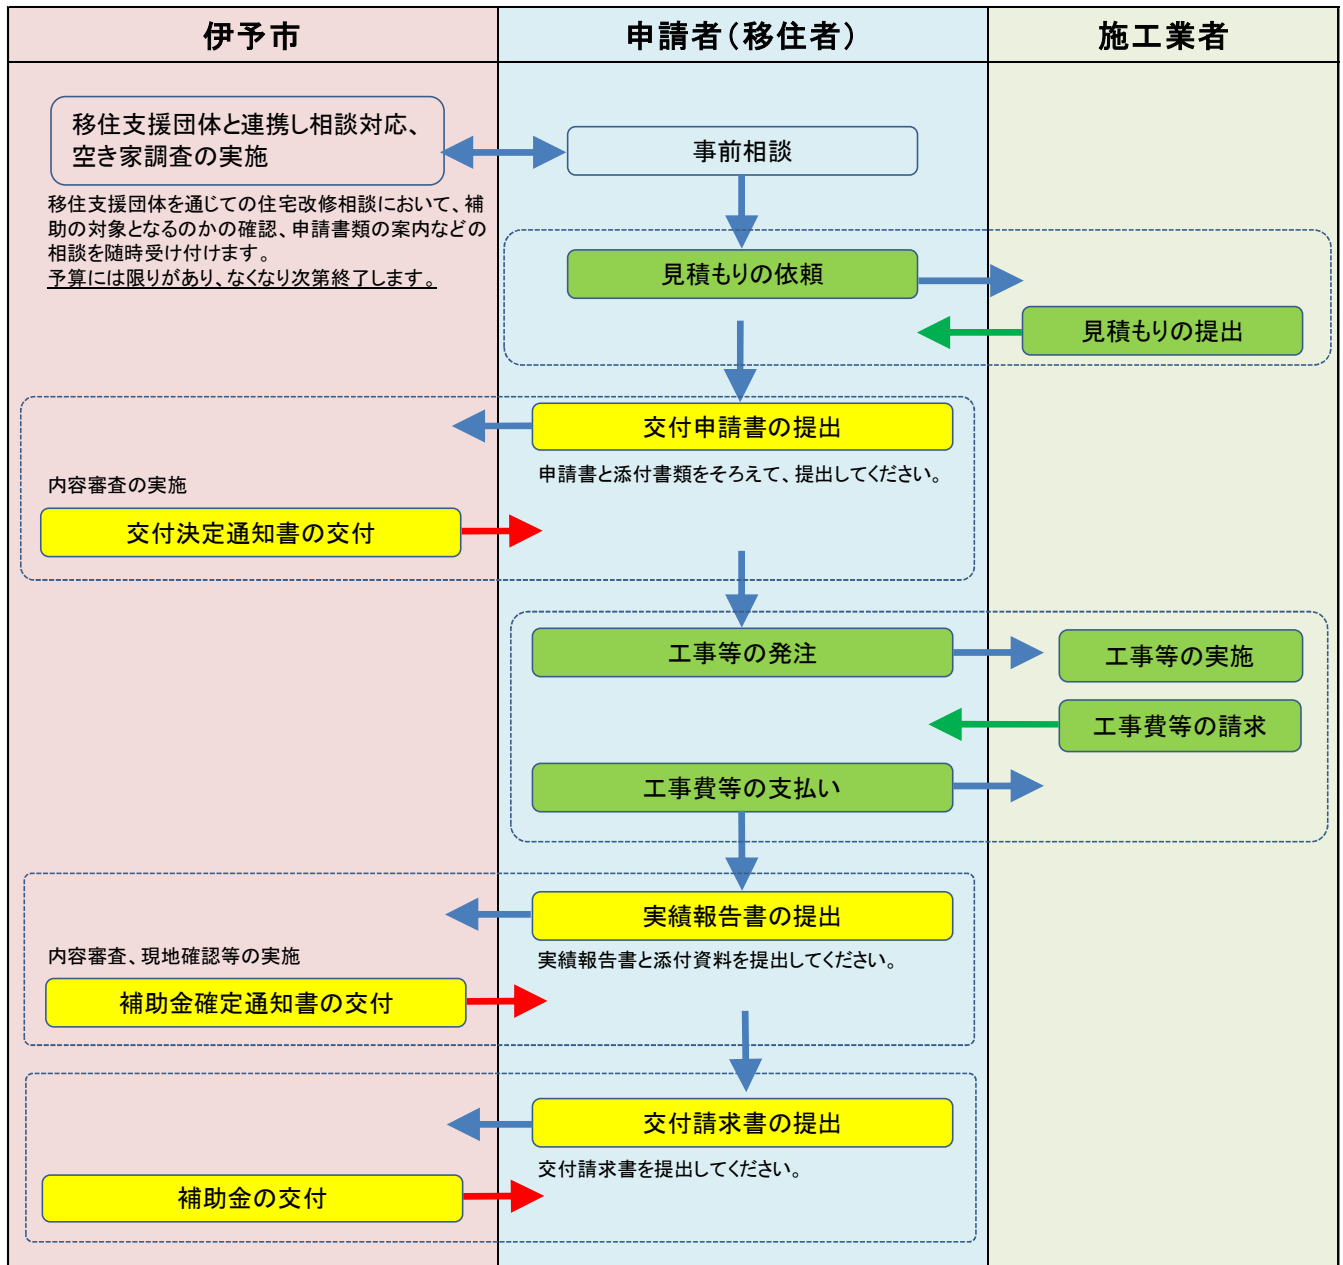 伊予市
申請者(移住者)
施工業者
移住支援団体と連携し相談対応、
空き家調査の実施
事前相談
移住支援団体を通じての住宅改修相談において、補
助の対象となるのかの確認、申請書類の案内などの
相談を随時受け付けます。
予算には限りがあり、なくなり次第終了します。
見積もりの依頼
見積もりの提出
交付申請書の提出
申請書と添付書類をそろえて、提出してください。
内容審査の実施
交付決定通知書の交付
工事等の発注
工事等の実施
工事費等の請求
工事費等の支払い
実績報告書の提出
実績報告書と添付資料を提出してください。
内容審査、現地確認等の実施
補助金確定通知書の交付
交付請求書の提出
交付請求書を提出してください。
補助金の交付